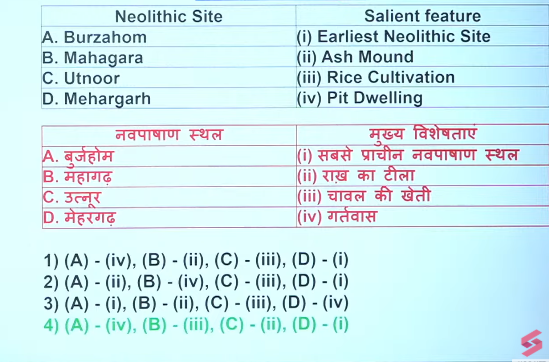 Neolithic Site Salient feature
A. Burzahom (i) Earliest Neolithic Site
B. Mahagara (ii) Ash Mound
C. Utnoor (iii) Rice Cultivation
D. Mehargarh (iv) Pit Dwelling
नवपाषाण स्थल मुख्य विशेषताएं
A. बुर्जहोम (i) सबसे प्राचीन नवपाषाण स्थल
B. महागढ़ (ii) राख का टीला
C. उत्नूर (iii) चावल की खेती
D. मेहरगढ़ (iv) गर्तवास
1) (A) - (iv), (B) - (ii), (C) - (iii), (D) - (i)
2) (A) - (ii), (B) - (iv), (C) - (iii), (D) - (i)
3) (A) - (i), (B) - (ii), (C) - (iii), (D) - (iv)
4) (A) - (iv), (B) - (iii), (C) - (ii), (D) - (i)